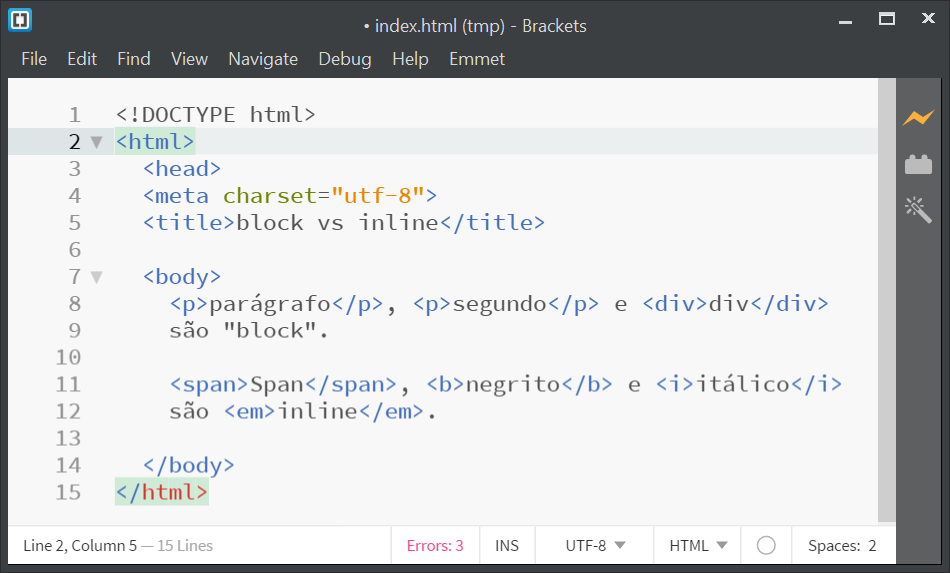 • index.html (tmp) - Brackets
File Edit Find View Navigate Debug Help Emmet
1 <!DOCTYPE html>
2 <html>
3 <head>
4 <meta charset="utf-8">
5 <title>block vs inline</title>
6
7 <body>
8 <p>parágrafo</p>, <p>segundo</p> e <div>div</div>
9 são "block".
10
11 <span>Span</span>, <b>negrito</b> e <i>itálico</i>
12 são <em>inline</em>.
13
14 </body>
15 </html>
Line 2, Column 5 — 15 Lines Errors: 3 INS UTF-8 HTML Spaces: 2